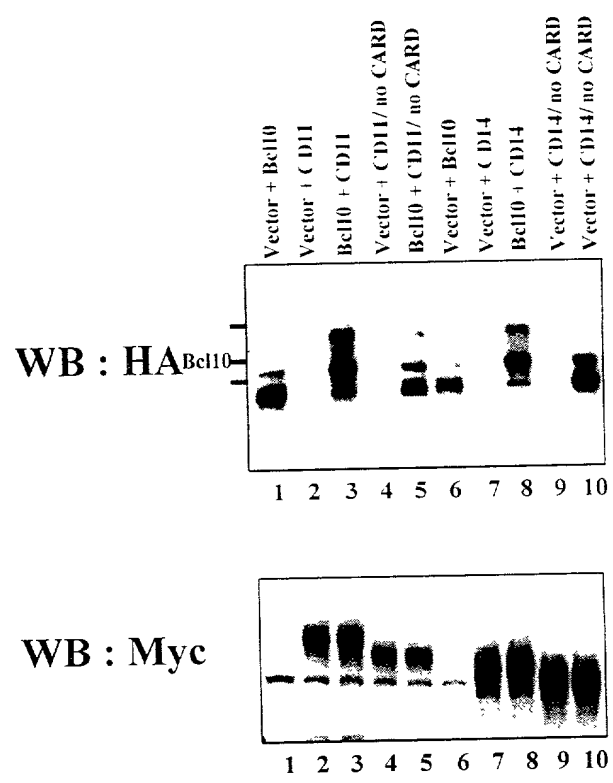 Vector + Bcl10
Vector + CD11
Bcl10 + CD11
Vector + CD11/ no CARD
Bcl10 + CD11/ no CARD
Vector + Bcl10
Vector + CD14
Bcl10 + CD14
Vector + CD14/ no CARD
Vector + CD14/ no CARD
WB : HA Bcl10
1 2 3 4 5 6 7 8 9 10
WB : Myc
1 2 3 4 5 6 7 8 9 10